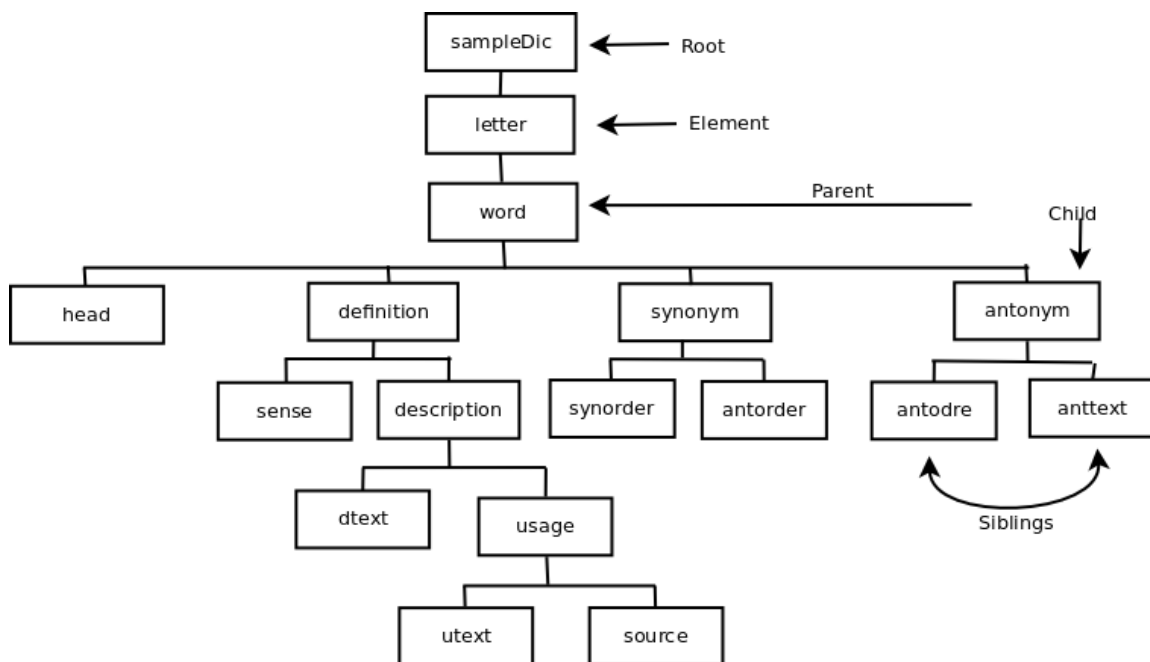 sampleDic
Root
letter
Element
word
Parent
Child
head
definition
synonym
antonym
sense
description
synorder
antorder
antodre
anttext
dtext
usage
Siblings
utext
source